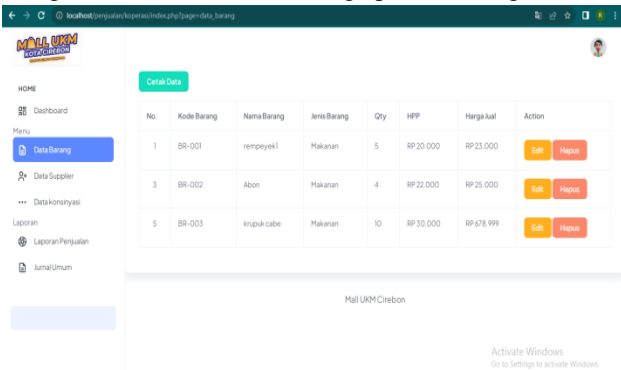 localhost/penjualan/koperasi/index.php?page=data_barang
MALL UKM
KOTA CIREBON
HOME
Dashboard
Menu
Data Barang
Data Supplier
Data konsinyasi
Laporan
Laporan Penjualan
Jurnal Umum
Cetak Data
No. Kode Barang Nama Barang Jenis Barang Qty HPP Harga Jual Action
1 BR-001 rempeyek1 Makanan 5 RP 20.000 RP 23.000 Edit Hapus
3 BR-002 Abon Makanan 4 RP 22.000 RP 25.000 Edit Hapus
5 BR-003 krupuk cabe Makanan 10 RP 30.000 RP 678.999 Edit Hapus
Mall UKM Cirebon
Activate Windows
Go to Settings to activate Windows.